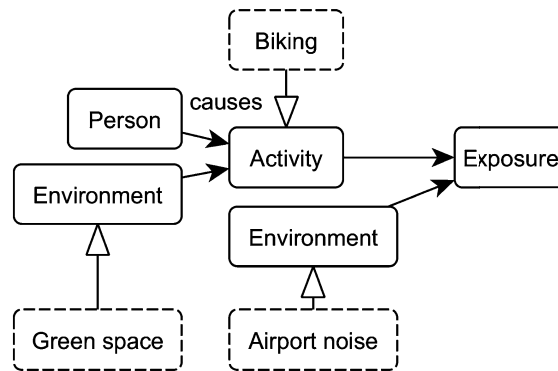 Biking
causes
Person
Activity
Exposure
Environment
Environment
Green space
Airport noise